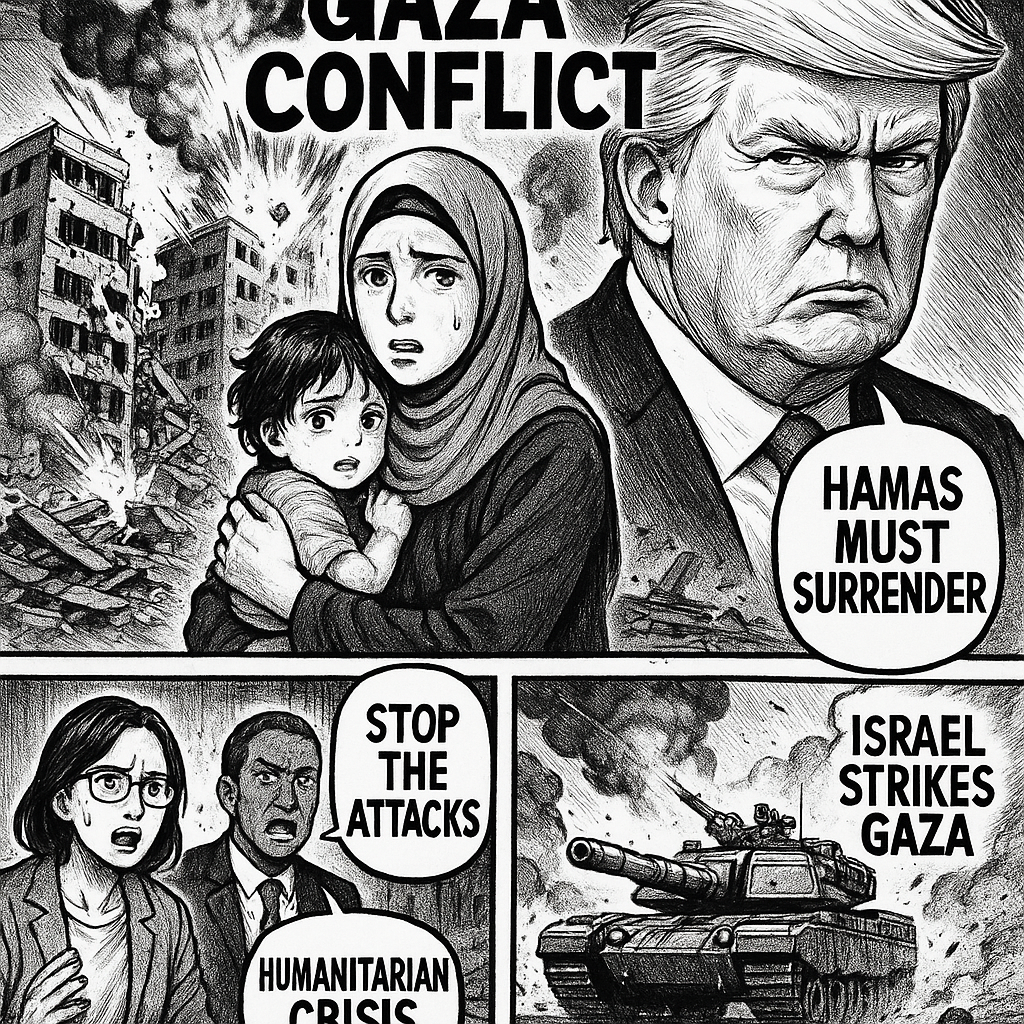 GAZA
CONFLICT
HAMAS
MUST
SURRENDER
STOP
THE
ATTACKS
HUMANITARIAN
CRISIS
ISRAEL
STRIKES
GAZA